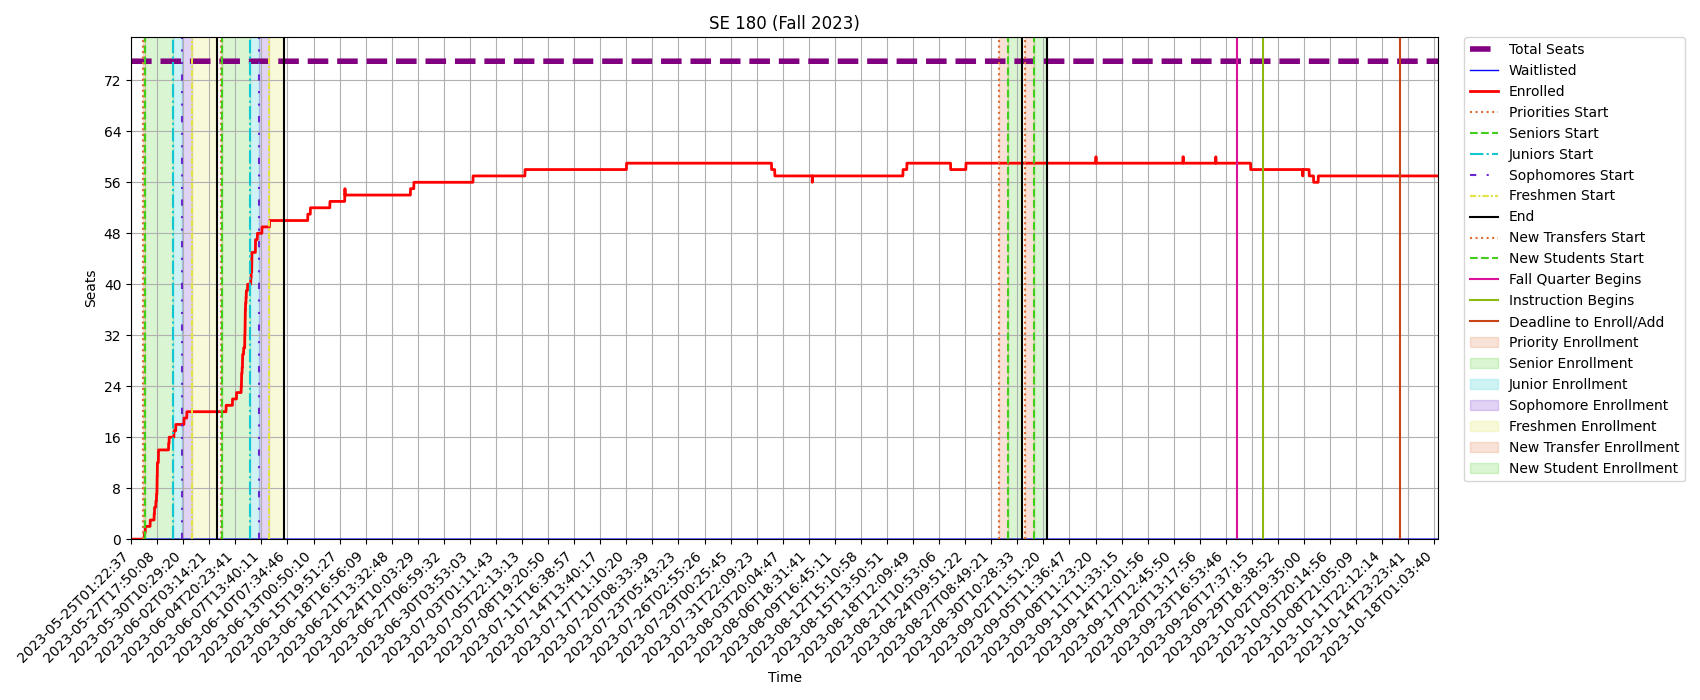 SE 180 (Fall 2023)
Seats
72
64
56
48
40
32
24
16
8
0
2023-05-25T01:22:37
2023-05-27T17:50:08
2023-05-30T10:29:20
2023-06-02T03:14:21
2023-06-04T20:23:41
2023-06-07T13:40:11
2023-06-10T07:34:46
2023-06-13T00:50:10
2023-06-15T19:51:27
2023-06-18T16:56:09
2023-06-21T13:32:48
2023-06-24T10:03:29
2023-06-27T06:59:32
2023-06-30T03:53:03
2023-07-03T01:11:43
2023-07-05T22:13:13
2023-07-08T19:20:50
2023-07-11T16:38:57
2023-07-14T13:40:17
2023-07-17T11:10:20
2023-07-20T08:33:39
2023-07-23T05:43:23
2023-07-26T02:55:26
2023-07-29T00:25:45
2023-07-31T22:09:23
2023-08-03T20:04:47
2023-08-06T18:31:41
2023-08-09T16:45:11
2023-08-12T15:10:58
2023-08-15T13:50:51
2023-08-18T12:09:49
2023-08-21T10:53:06
2023-08-24T09:51:22
2023-08-27T08:49:21
2023-08-30T10:28:33
2023-09-02T11:51:20
2023-09-05T11:36:47
2023-09-08T11:23:20
2023-09-11T11:33:15
2023-09-14T12:01:56
2023-09-17T12:45:50
2023-09-20T13:17:56
2023-09-23T16:53:46
2023-09-26T17:37:15
2023-09-29T18:38:52
2023-10-02T19:35:00
2023-10-05T20:14:56
2023-10-08T21:05:09
2023-10-11T22:12:14
2023-10-14T23:23:41
2023-10-18T01:03:40
Time
Total Seats
Waitlisted
Enrolled
Priorities Start
Seniors Start
Juniors Start
Sophomores Start
Freshmen Start
End
New Transfers Start
New Students Start
Fall Quarter Begins
Instruction Begins
Deadline to Enroll/Add
Priority Enrollment
Senior Enrollment
Junior Enrollment
Sophomore Enrollment
Freshmen Enrollment
New Transfer Enrollment
New Student Enrollment